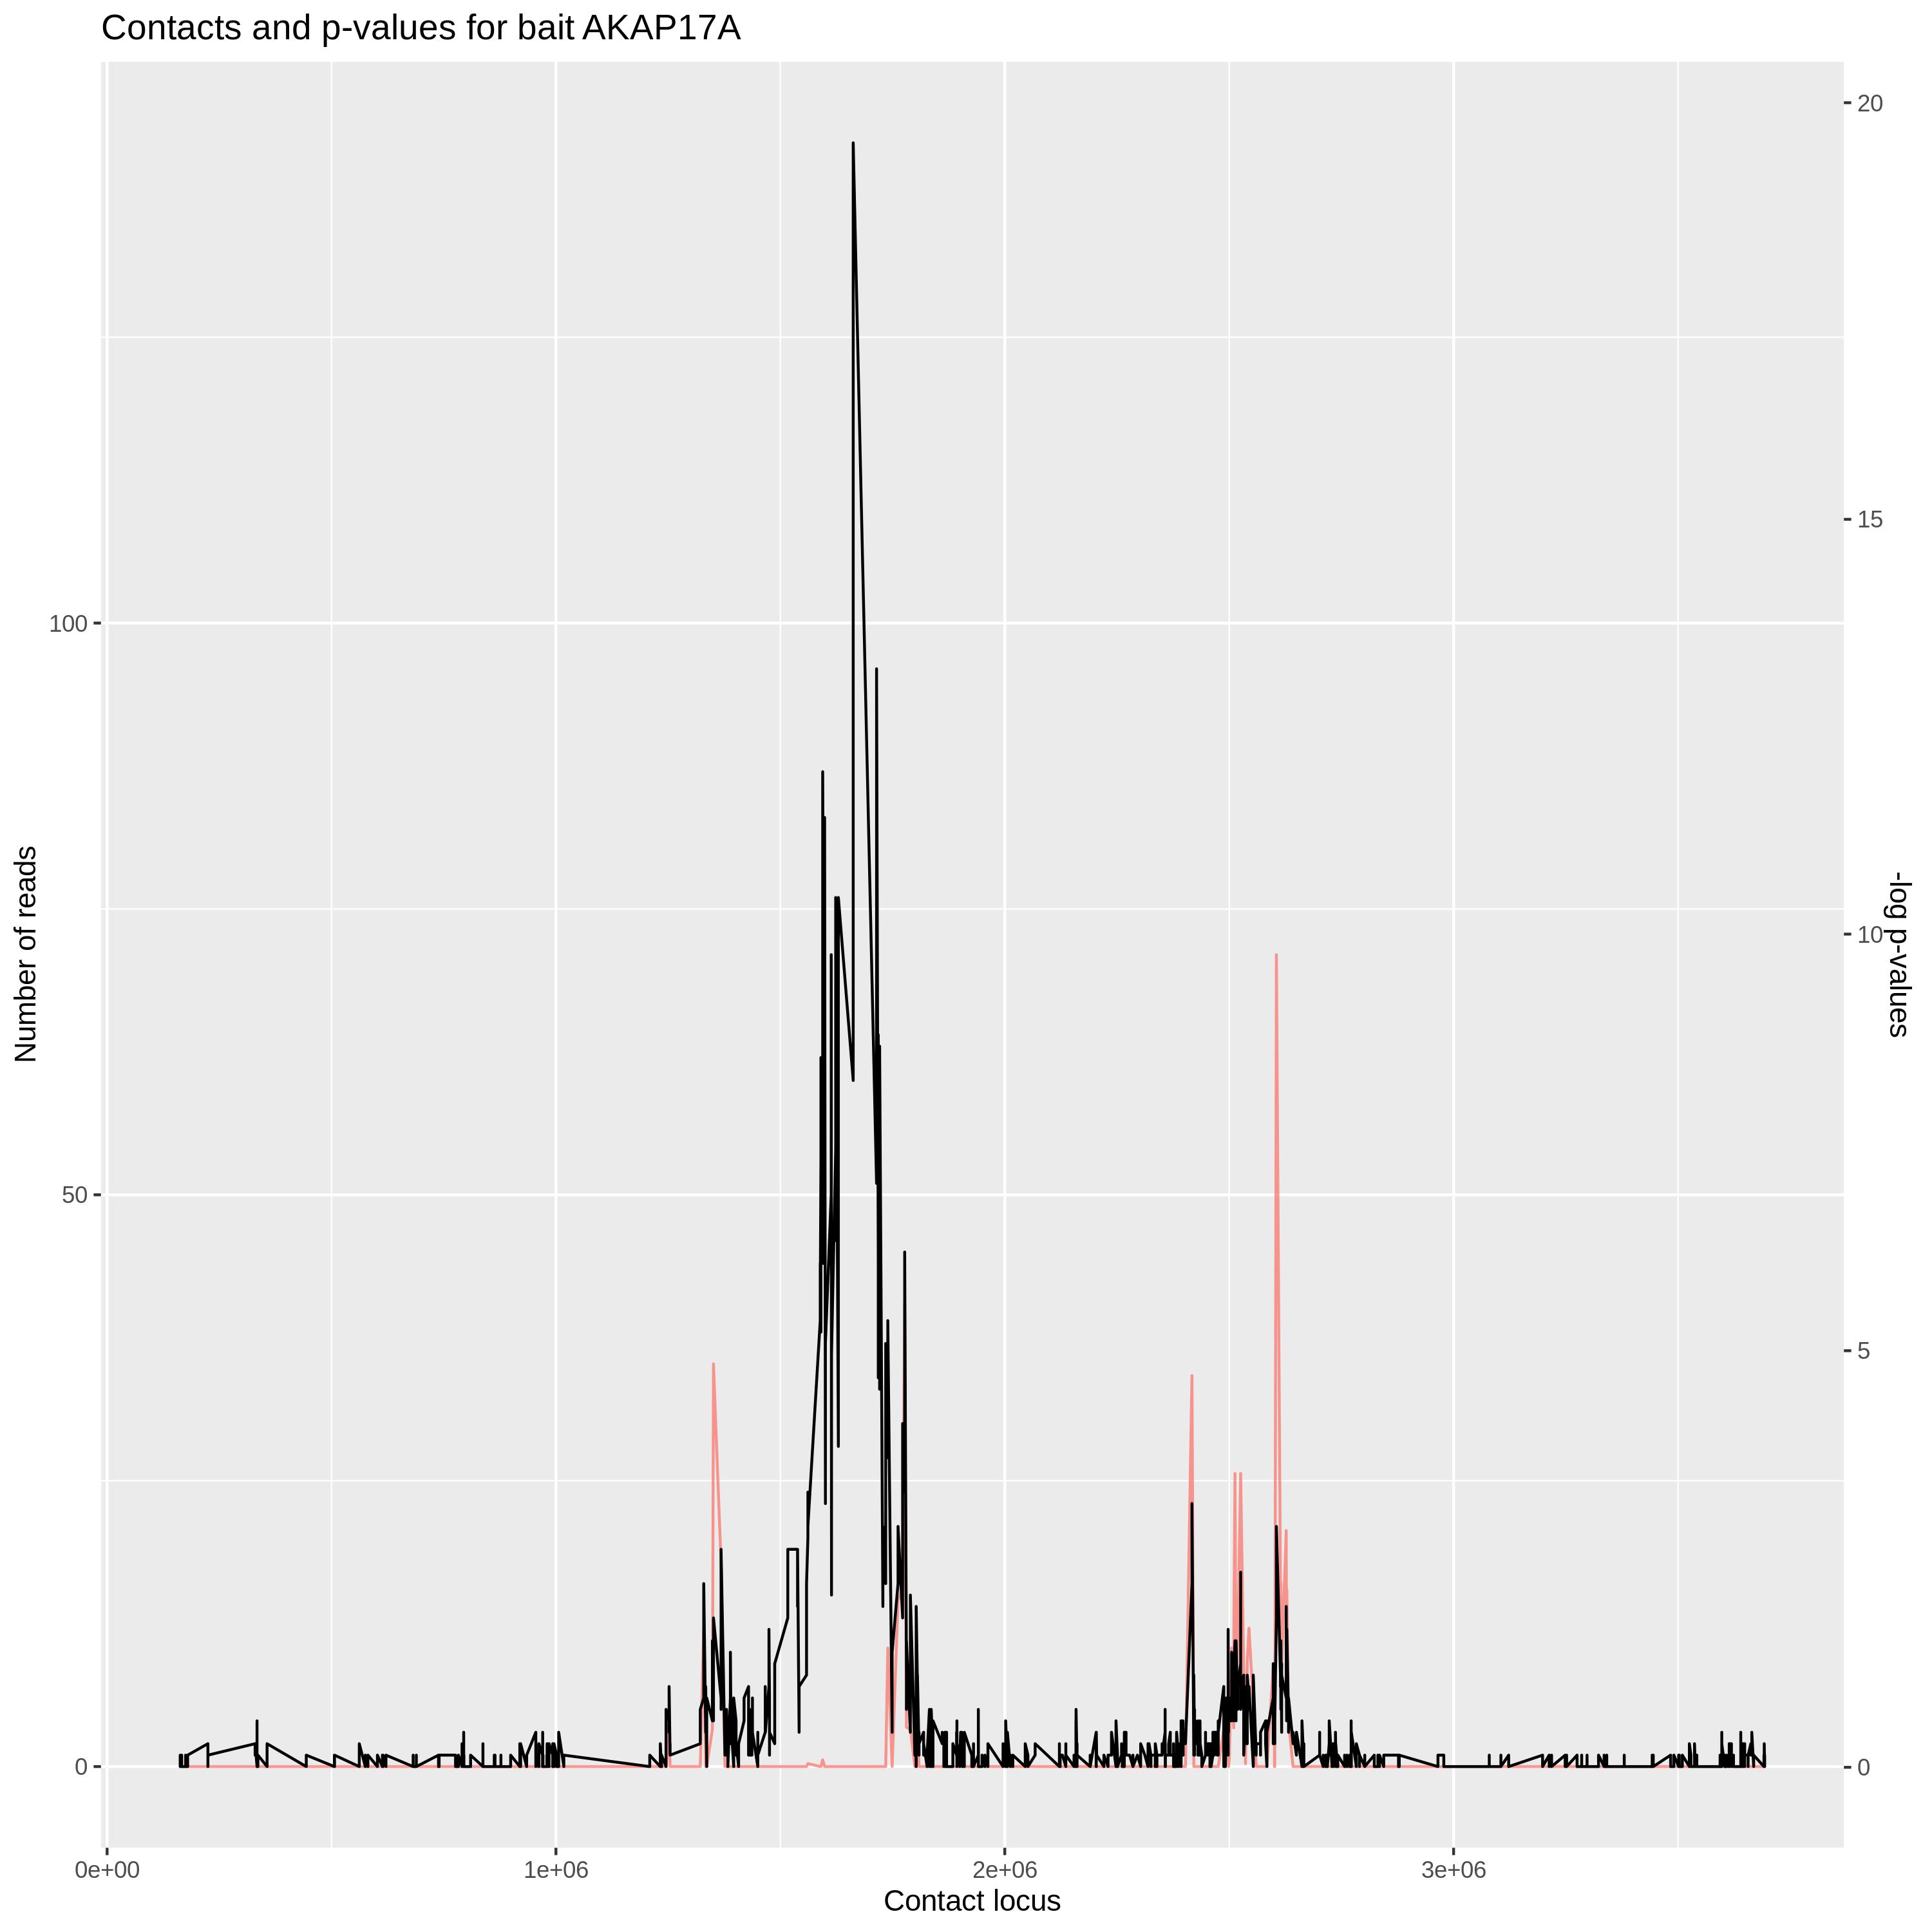 Contacts and p-values for bait AKAP17A
20
15
100
10
Number of reads
-log p-values
50
5
0
0
0e+00 1e+06 2e+06 3e+06
Contact locus